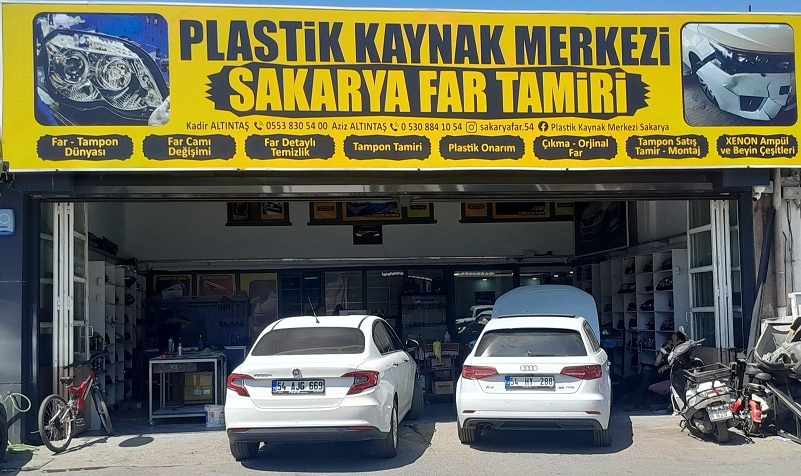 PLASTİK KAYNAK MERKEZİ
SAKARYA FAR TAMİRİ
Kadir ALTINTAŞ 0553 830 54 00 Aziz ALTINTAŞ 0 530 884 10 54 sakaryafar.54 Plastik Kaynak Merkezi Sakarya
Far - Tampon
Dünyası
Far Camı
Değişimi
Far Detaylı
Temizlik
Tampon Tamiri
Plastik Onarım
Çıkma - Orjinal
Far
Tampon Satış
Tamir - Montaj
XENON Ampül
ve Beyin Çeşitleri
54 AJG 669
54 HY 288